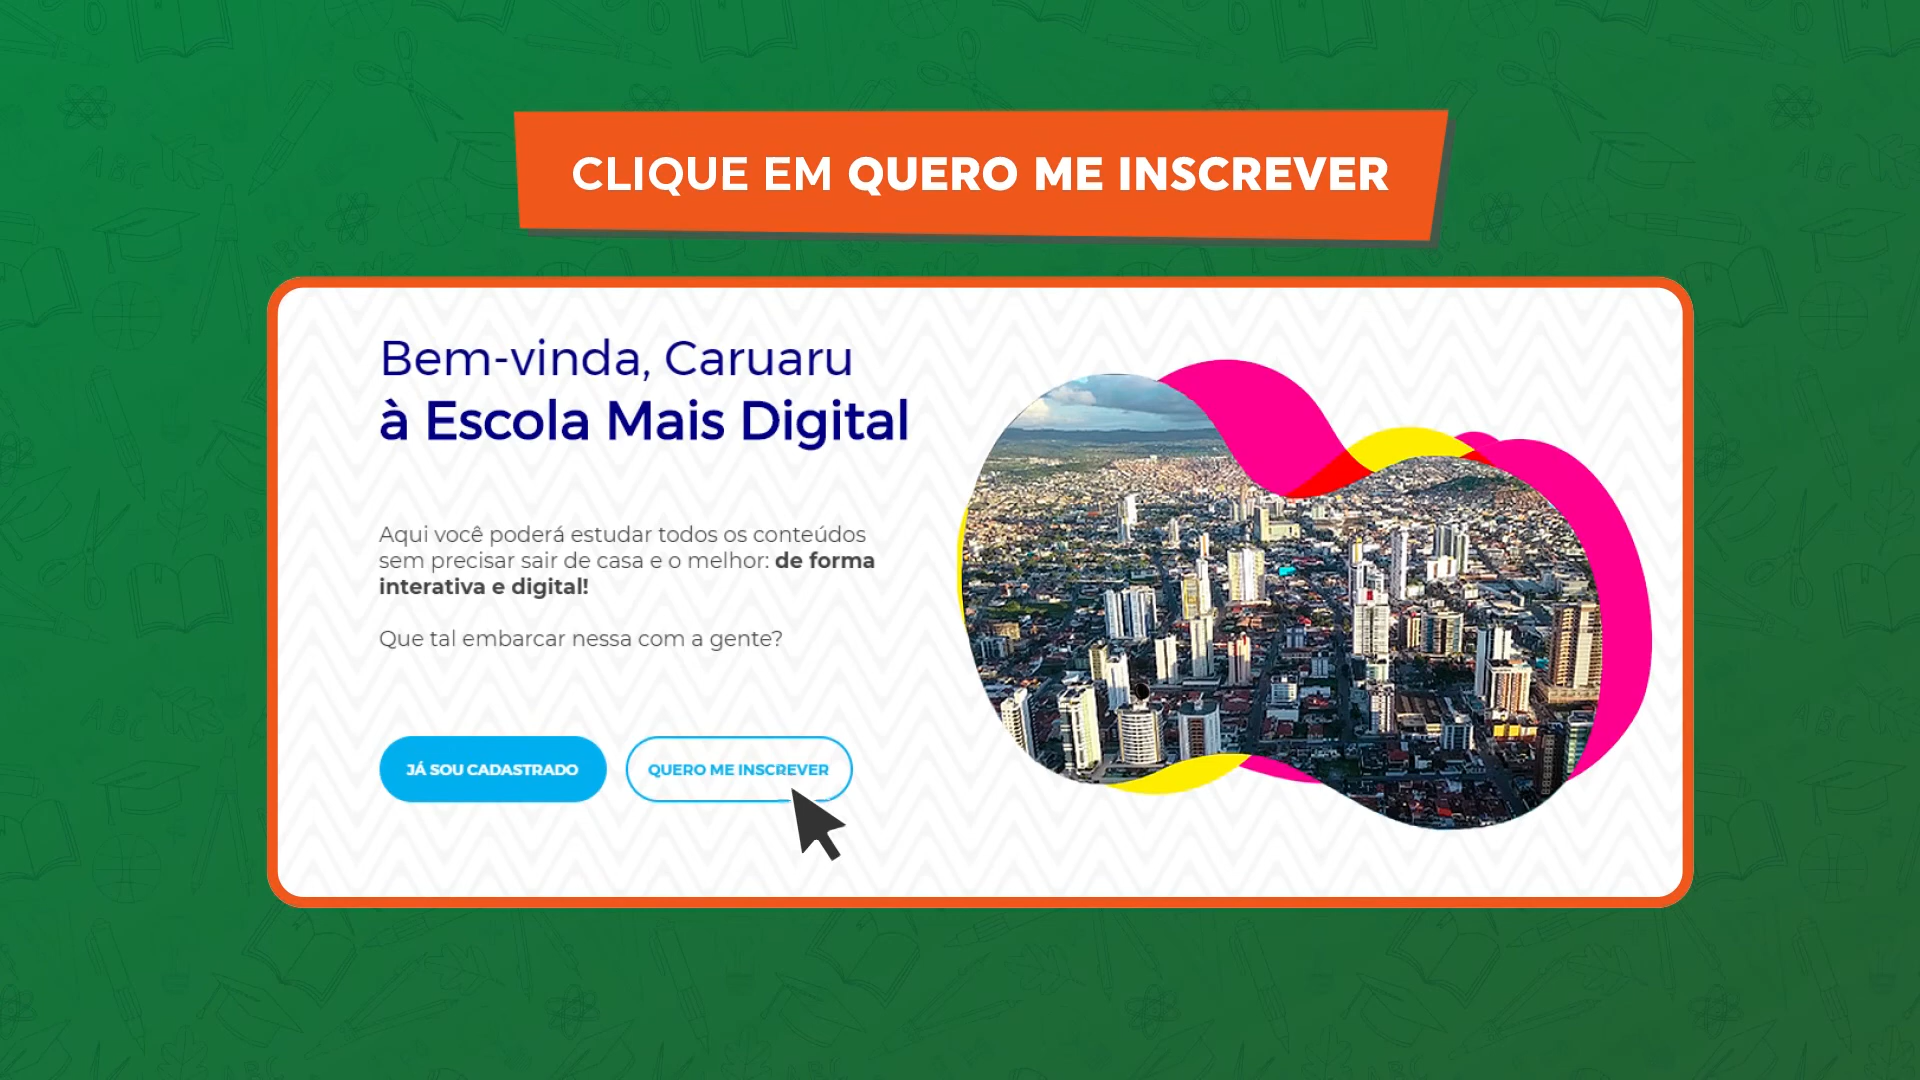 CLIQUE EM QUERO ME INSCREVER
Bem-vinda, Caruaru
à Escola Mais Digital
Aqui você poderá estudar todos os conteúdos
sem precisar sair de casa e o melhor: de forma
interativa e digital!
Que tal embarcar nessa com a gente?
JÁ SOU CADASTRADO
QUERO ME INSCREVER